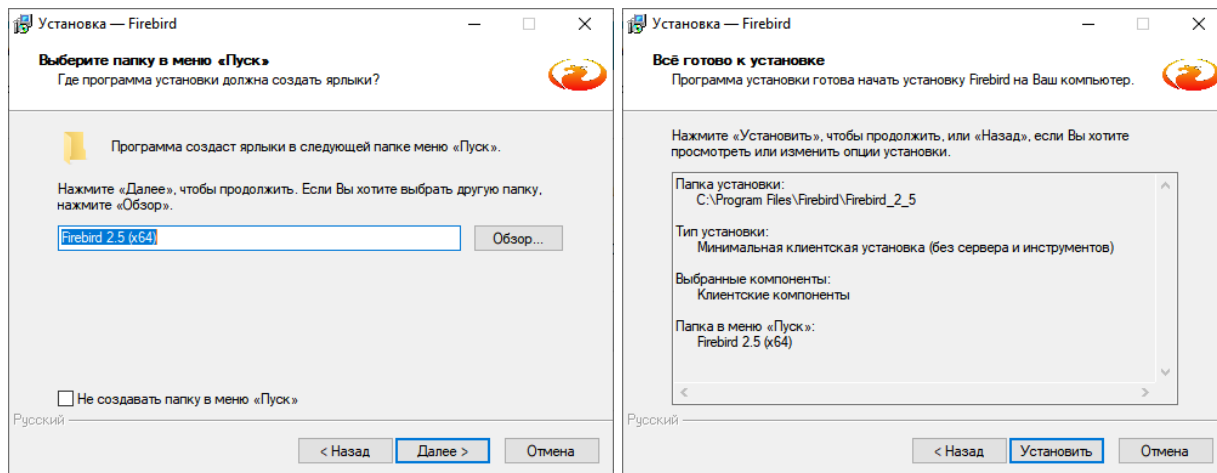 Установка — Firebird
Выберите папку в меню «Пуск»
Где программа установки должна создать ярлыки?
Программа создаст ярлыки в следующей папке меню «Пуск».
Нажмите «Далее», чтобы продолжить. Если Вы хотите выбрать другую папку,
нажмите «Обзор».
Firebird 2.5 (x64)
Обзор...
Не создавать папку в меню «Пуск»
Русский
< Назад
Далее >
Отмена
Установка — Firebird
Всё готово к установке
Программа установки готова начать установку Firebird на Ваш компьютер.
Нажмите «Установить», чтобы продолжить, или «Назад», если Вы хотите
просмотреть или изменить опции установки.
Папка установки:
C:\Program Files\Firebird\Firebird_2_5
Тип установки:
Минимальная клиентская установка (без сервера и инструментов)
Выбранные компоненты:
Клиентские компоненты
Папка в меню «Пуск»:
Firebird 2.5 (x64)
Русский
< Назад
Установить
Отмена